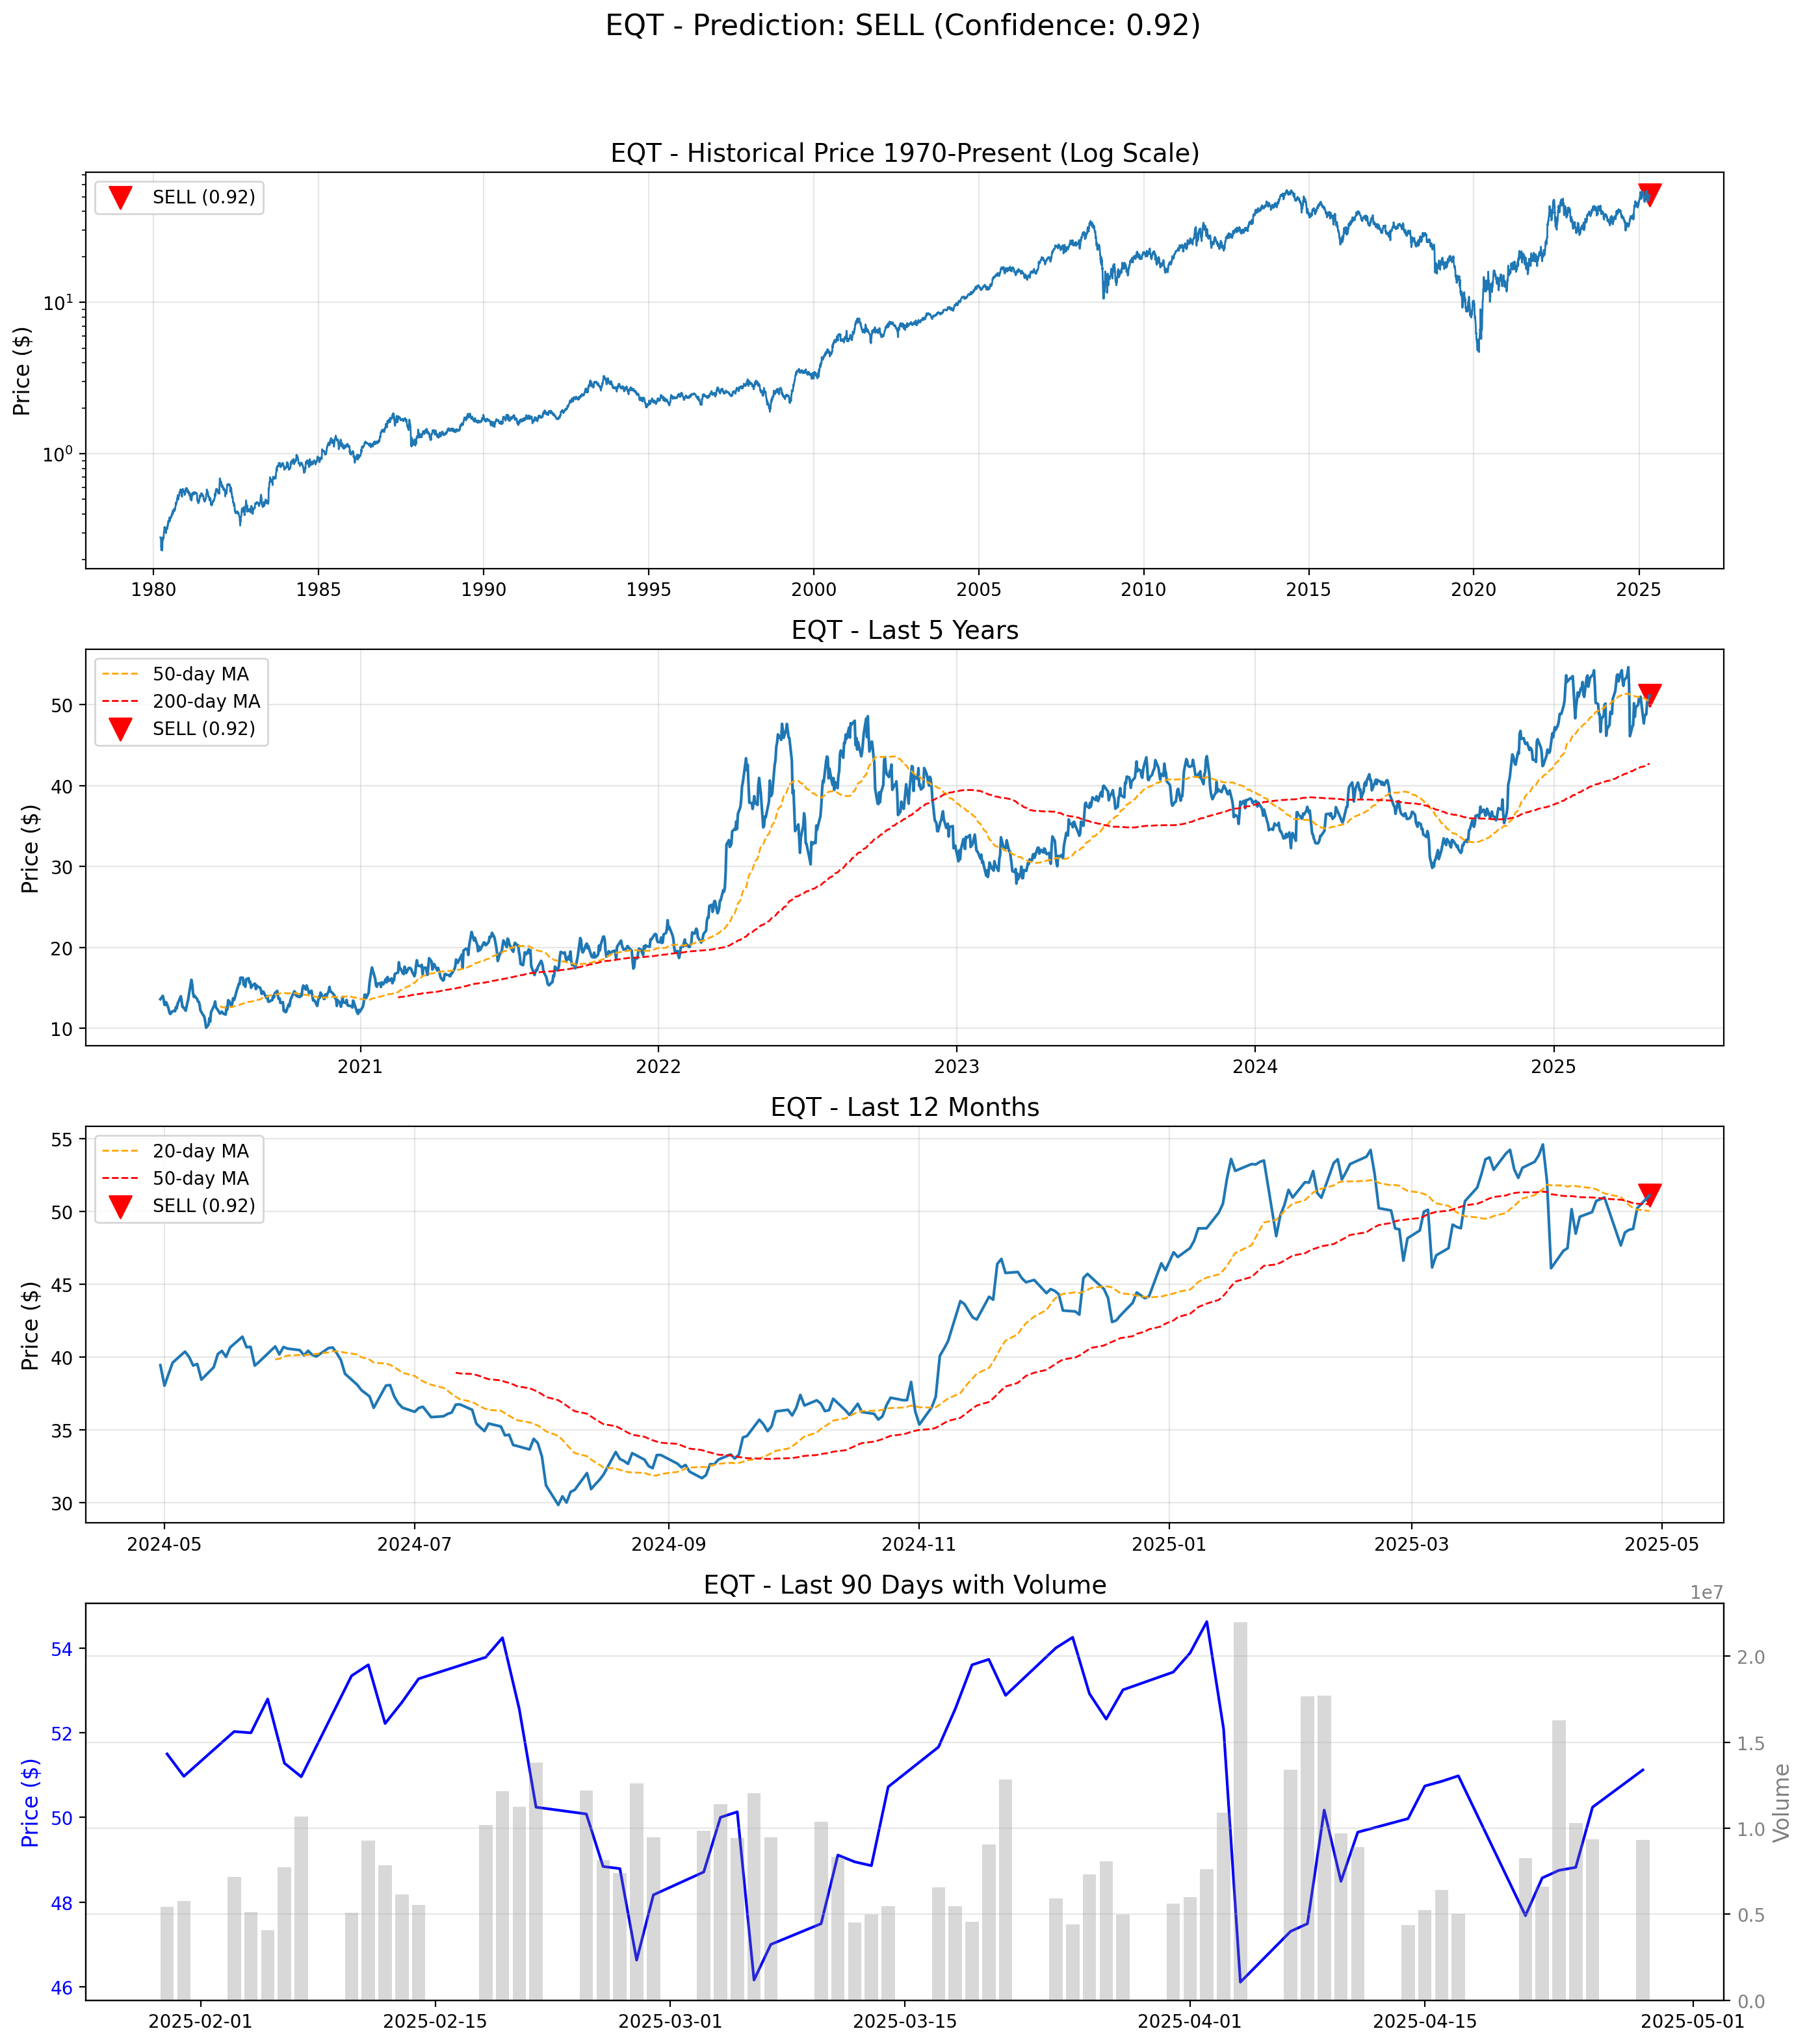 EQT - Prediction: SELL (Confidence: 0.92)
EQT - Historical Price 1970-Present (Log Scale)
SELL (0.92)
Price ($)
10¹
10⁰
1980 1985 1990 1995 2000 2005 2010 2015 2020 2025
EQT - Last 5 Years
50-day MA
200-day MA
SELL (0.92)
Price ($)
50
40
30
20
10
2021 2022 2023 2024 2025
EQT - Last 12 Months
20-day MA
50-day MA
SELL (0.92)
Price ($)
55
50
45
40
35
30
2024-05 2024-07 2024-09 2024-11 2025-01 2025-03 2025-05
EQT - Last 90 Days with Volume
1e7
Price ($)
54
52
50
48
46
2.0
1.5
1.0
0.5
0.0
Volume
2025-02-01 2025-02-15 2025-03-01 2025-03-15 2025-04-01 2025-04-15 2025-05-01